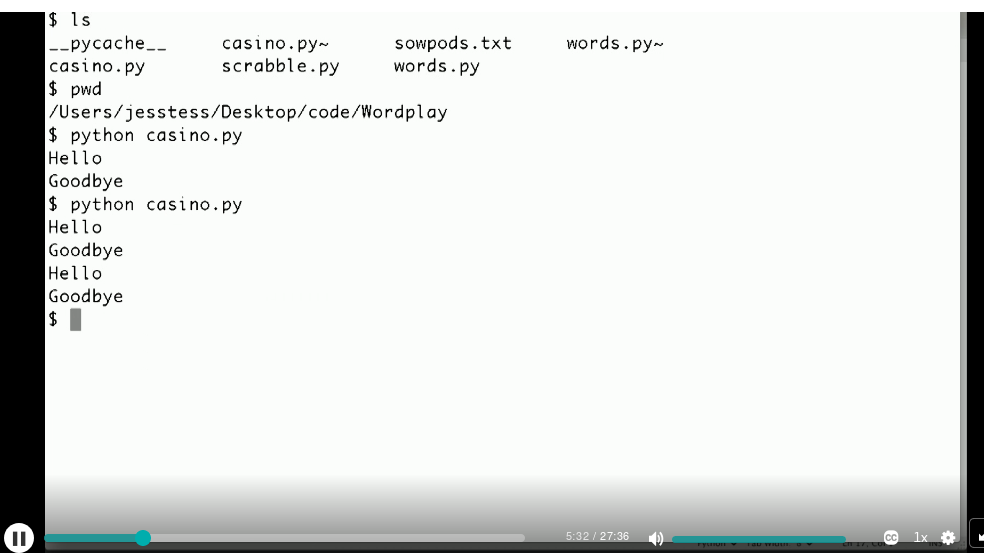 $ ls
__pycache__ casino.py~ sowpods.txt words.py~
casino.py scrabble.py words.py
$ pwd
/Users/jesstess/Desktop/code/Wordplay
$ python casino.py
Hello
Goodbye
$ python casino.py
Hello
Goodbye
Hello
Goodbye
$
5:32 / 27:36 CC 1x